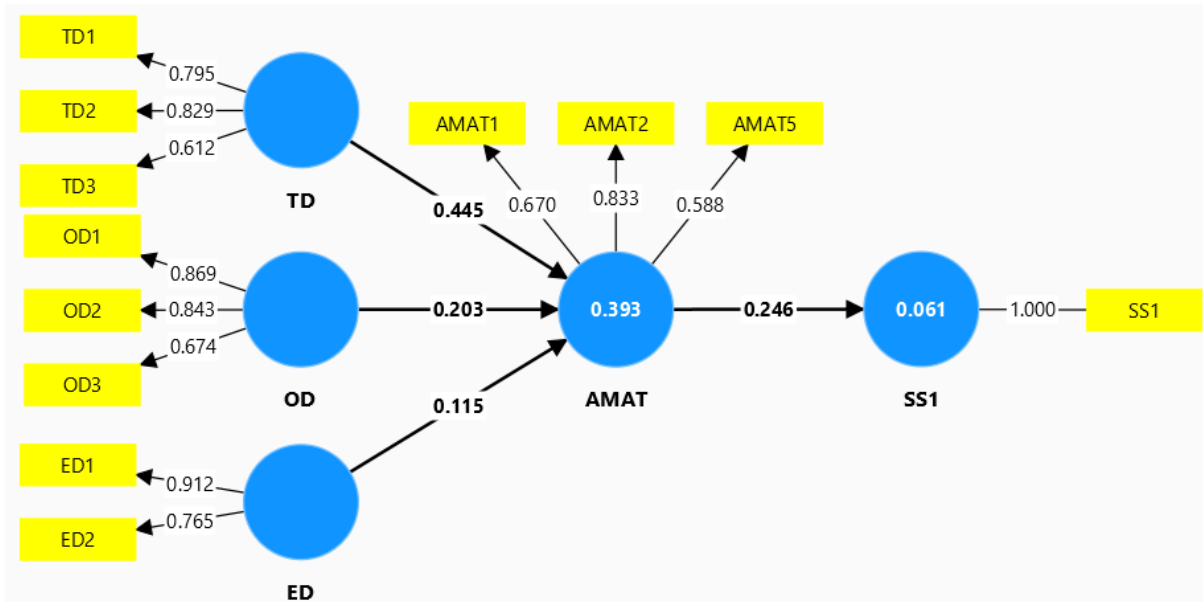 TD1
0.795
TD2
0.829
TD3
0.612
TD
OD1
0.869
OD2
0.843
OD3
0.674
OD
ED1
0.912
ED2
0.765
ED
0.445
0.203
0.115
AMAT1
AMAT2
AMAT5
0.670
0.833
0.588
0.393
AMAT
0.246
0.061
SS1
1.000
SS1